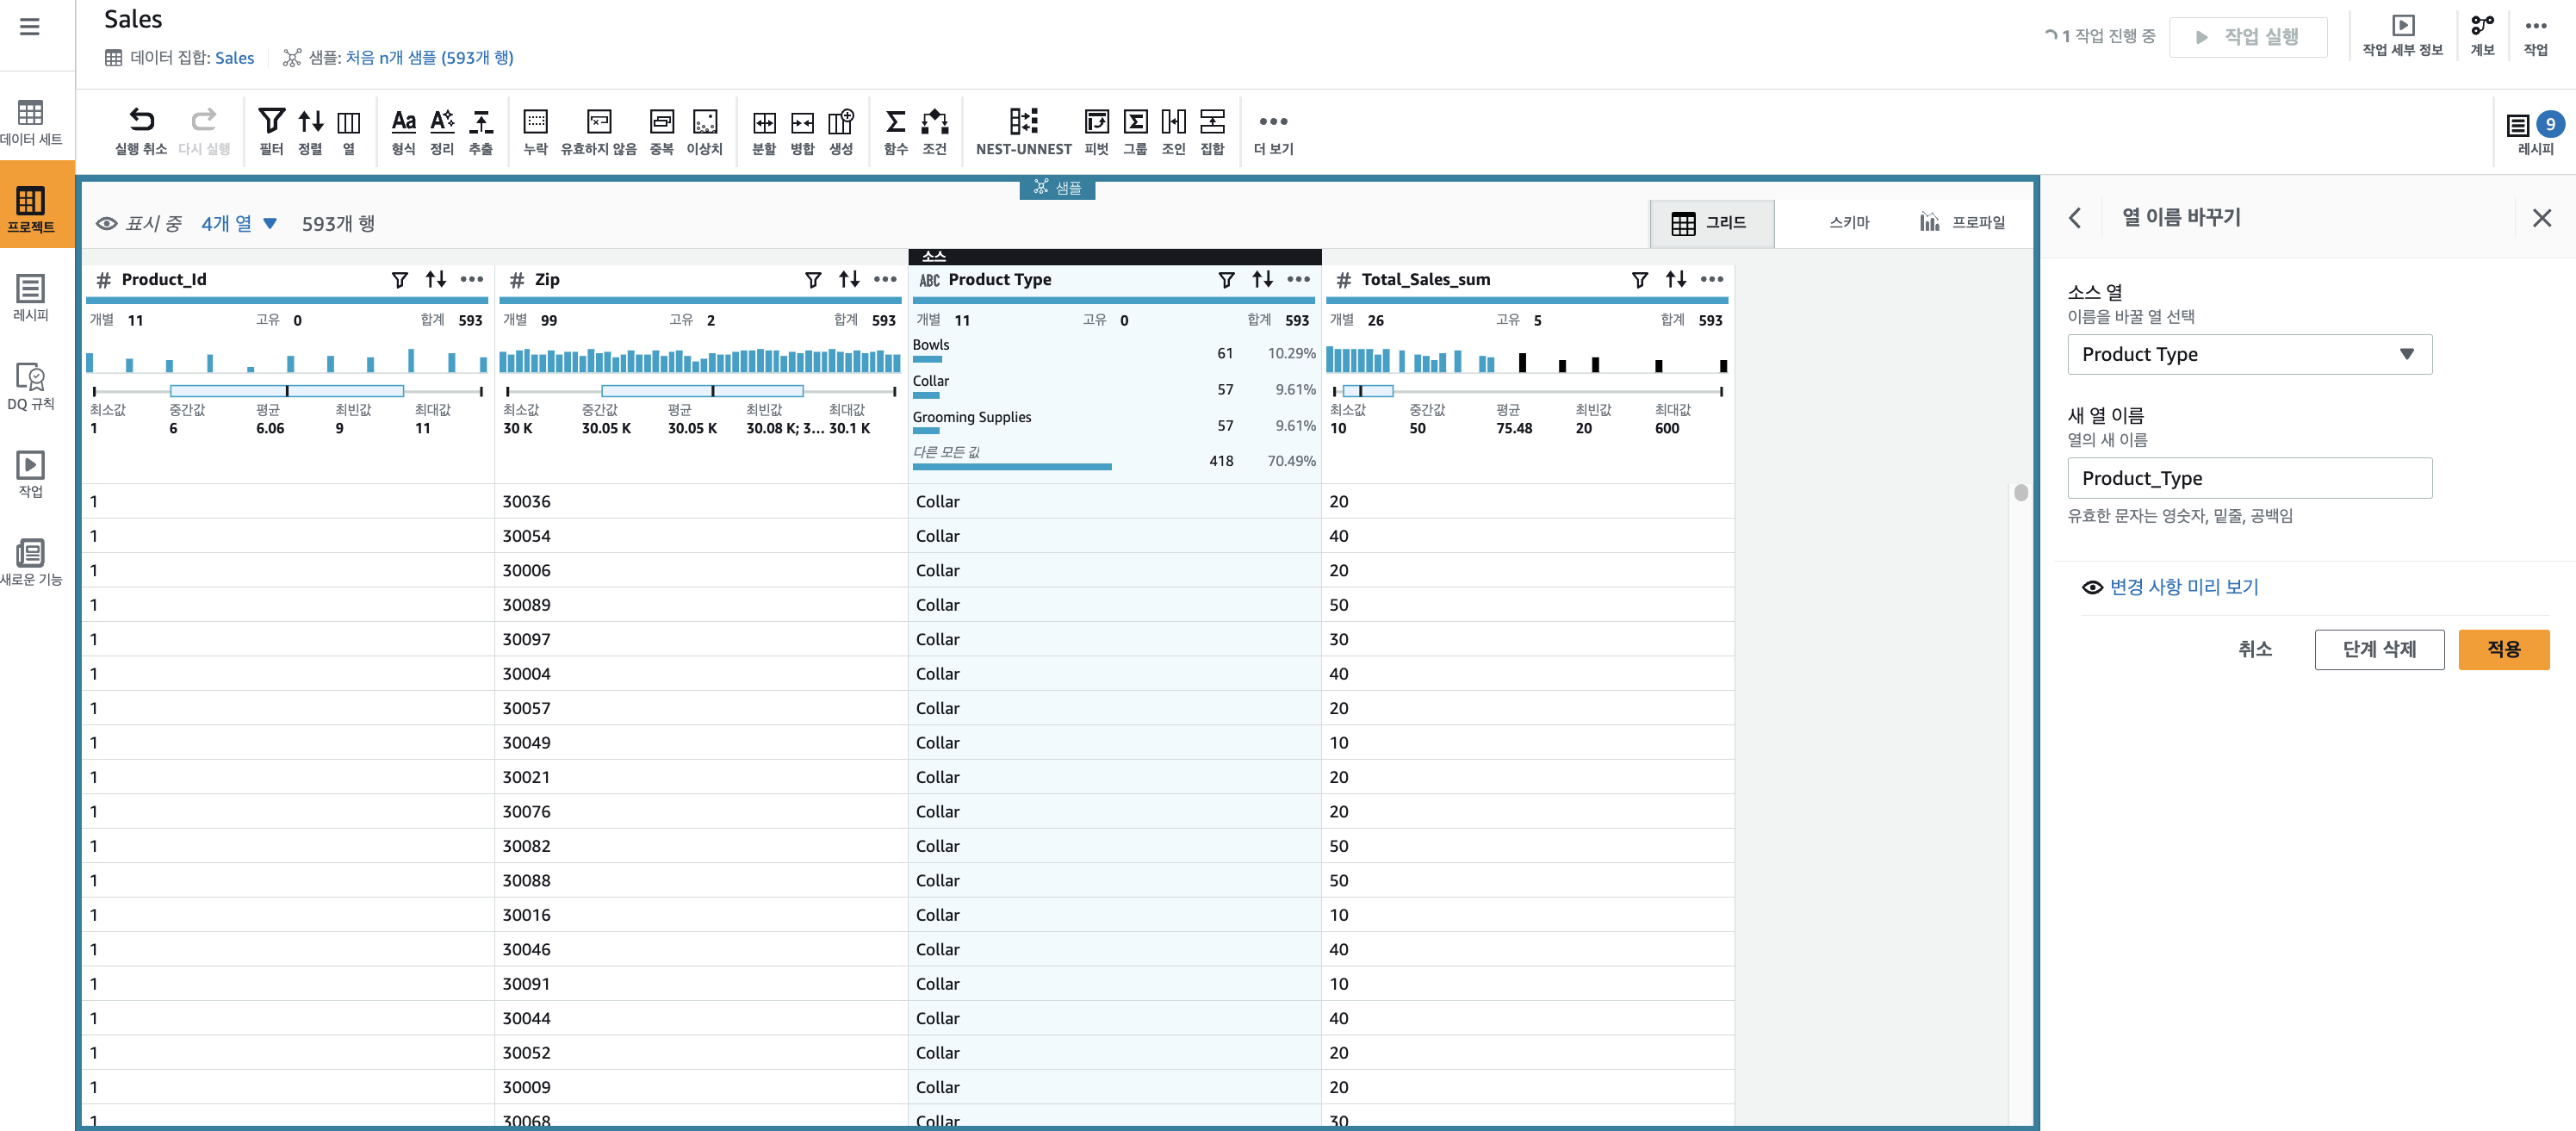 Sales
데이터 집합: Sales 샘플: 처음 n개 샘플 (593개 행)
1 작업 진행 중 작업 실행 작업 세부 정보 계보 작업
데이터 세트
프로젝트
레시피
DQ 규칙
작업
새로운 기능
실행 취소 다시 실행 필터 정렬 열 형식 정리 추출 누락 유효하지 않음 중복 이상치 분할 병합 생성 함수 조건 NEST-UNNEST 피벗 그룹 조인 집합 더 보기
9
레시피
샘플
표시 중 4개 열 593개 행 그리드 스키마 프로파일
소스
# Product_Id # Zip ABC Product Type # Total_Sales_sum
개별 11 고유 0 합계 593 개별 99 고유 2 합계 593 개별 11 고유 0 합계 593 개별 26 고유 5 합계 593
Bowls 61 10.29%
Collar 57 9.61%
Grooming Supplies 57 9.61%
다른 모든 값 418 70.49%
최소값 중간값 평균 최빈값 최대값 최소값 중간값 평균 최빈값 최대값 최소값 중간값 평균 최빈값 최대값
1 6 6.06 9 11 30 K 30.05 K 30.05 K 30.08 K; 3... 30.1 K 10 50 75.48 20 600
1 30036 Collar 20
1 30054 Collar 40
1 30006 Collar 20
1 30089 Collar 50
1 30097 Collar 30
1 30004 Collar 40
1 30057 Collar 20
1 30049 Collar 10
1 30021 Collar 20
1 30076 Collar 20
1 30082 Collar 50
1 30088 Collar 50
1 30016 Collar 10
1 30046 Collar 40
1 30091 Collar 10
1 30044 Collar 40
1 30052 Collar 20
1 30009 Collar 20
1 30068 Collar 30
열 이름 바꾸기
소스 열
이름을 바꿀 열 선택
Product Type
새 열 이름
열의 새 이름
Product_Type
유효한 문자는 영숫자, 밑줄, 공백임
변경 사항 미리 보기
취소 단계 삭제 적용